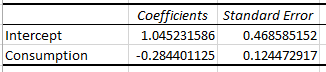 Coefficients Standard Error
Intercept 1.045231586 0.468585152
Consumption -0.284401125 0.124472917